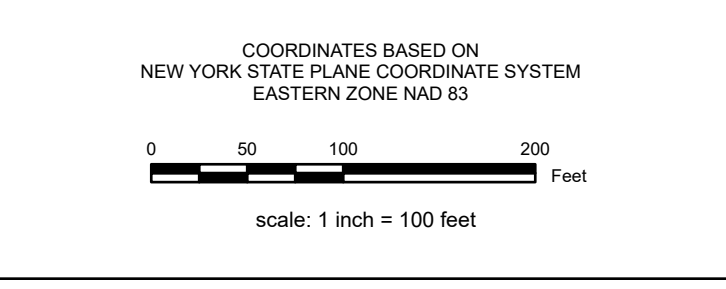 COORDINATES BASED ON
NEW YORK STATE PLANE COORDINATE SYSTEM
EASTERN ZONE NAD 83
0 50 100 200
Feet
scale: 1 inch = 100 feet